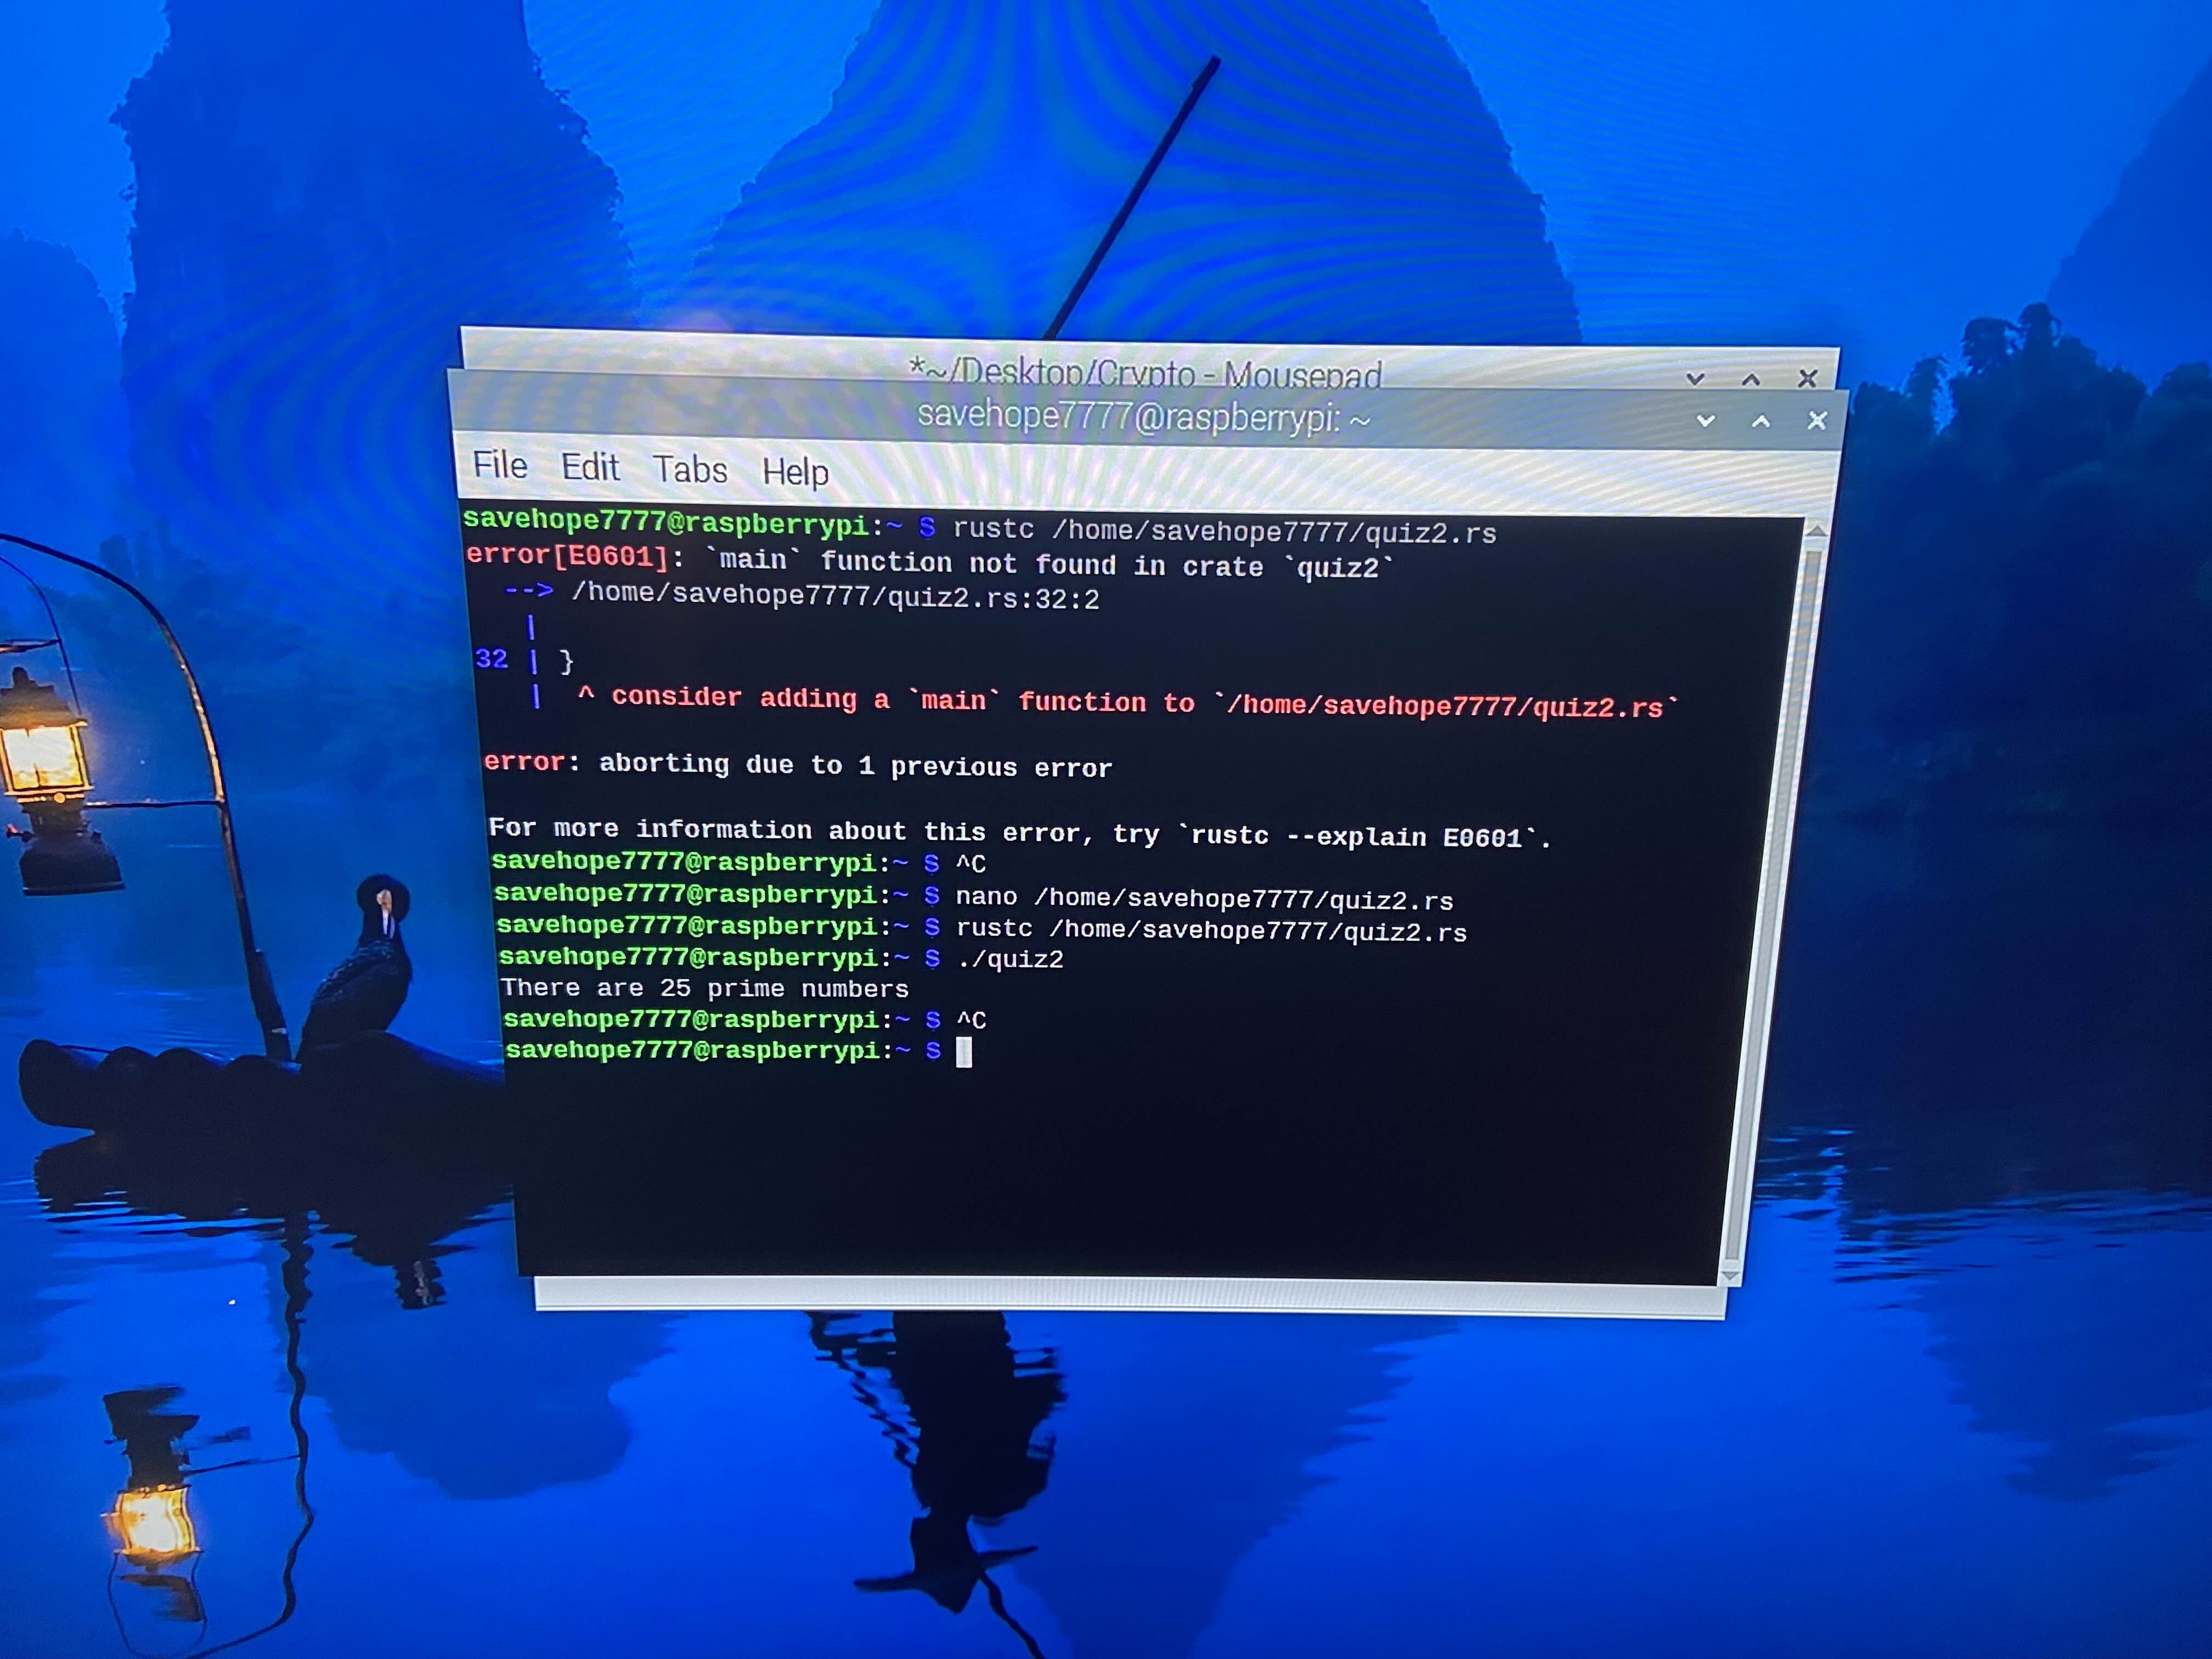 *~/Desktop/Crypto - Mousepad
savehope7777@raspberrypi: ~
File Edit Tabs Help
savehope7777@raspberrypi:~ $ rustc /home/savehope7777/quiz2.rs
error[E0601]: `main` function not found in crate `quiz2`
--> /home/savehope7777/quiz2.rs:32:2
|
32 | }
| ^ consider adding a `main` function to `/home/savehope7777/quiz2.rs`
error: aborting due to 1 previous error
For more information about this error, try `rustc --explain E0601`.
savehope7777@raspberrypi:~ $ ^C
savehope7777@raspberrypi:~ $ nano /home/savehope7777/quiz2.rs
savehope7777@raspberrypi:~ $ rustc /home/savehope7777/quiz2.rs
savehope7777@raspberrypi:~ $ ./quiz2
There are 25 prime numbers
savehope7777@raspberrypi:~ $ ^C
savehope7777@raspberrypi:~ $